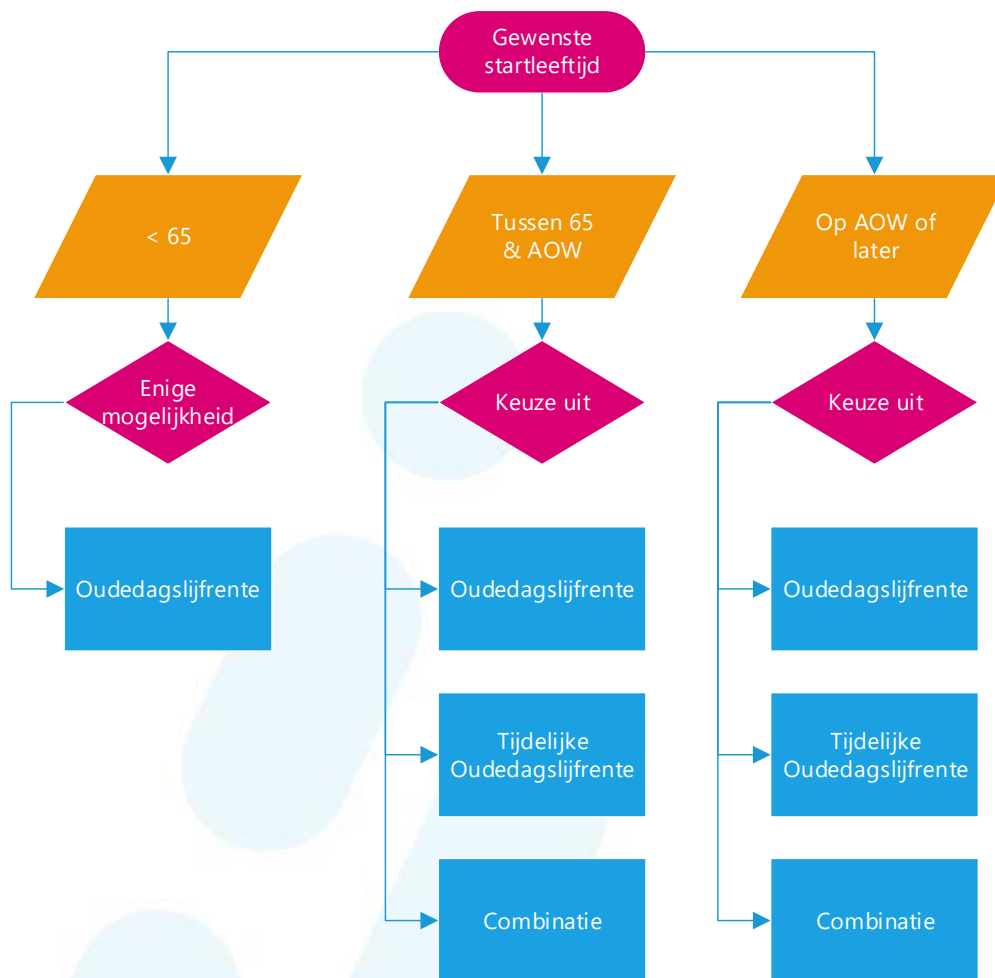 Gewenste
startleeftijd
< 65
Tussen 65
& AOW
Op AOW of
later
Enige
mogelijkheid
Keuze uit
Keuze uit
Oudedagslijfrente
Oudedagslijfrente
Oudedagslijfrente
Tijdelijke
Oudedagslijfrente
Tijdelijke
Oudedagslijfrente
Combinatie
Combinatie